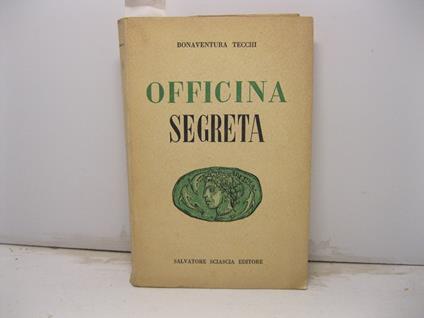 BONAVENTURA TECCHI
OFFICINA
SEGRETA
SALVATORE SCIASCIA EDITORE